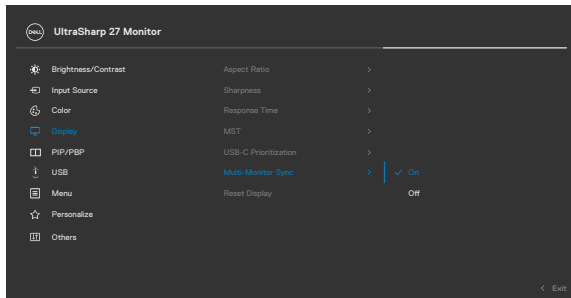 DELL UltraSharp 27 Monitor
Brightness/Contrast Aspect Ratio >
Input Source Sharpness >
Color Response Time >
Display MST >
PIP/PBP USB-C Prioritization >
USB Multi-Monitor Sync > ✓ On
Menu Reset Display Off
Personalize
Others
< Exit